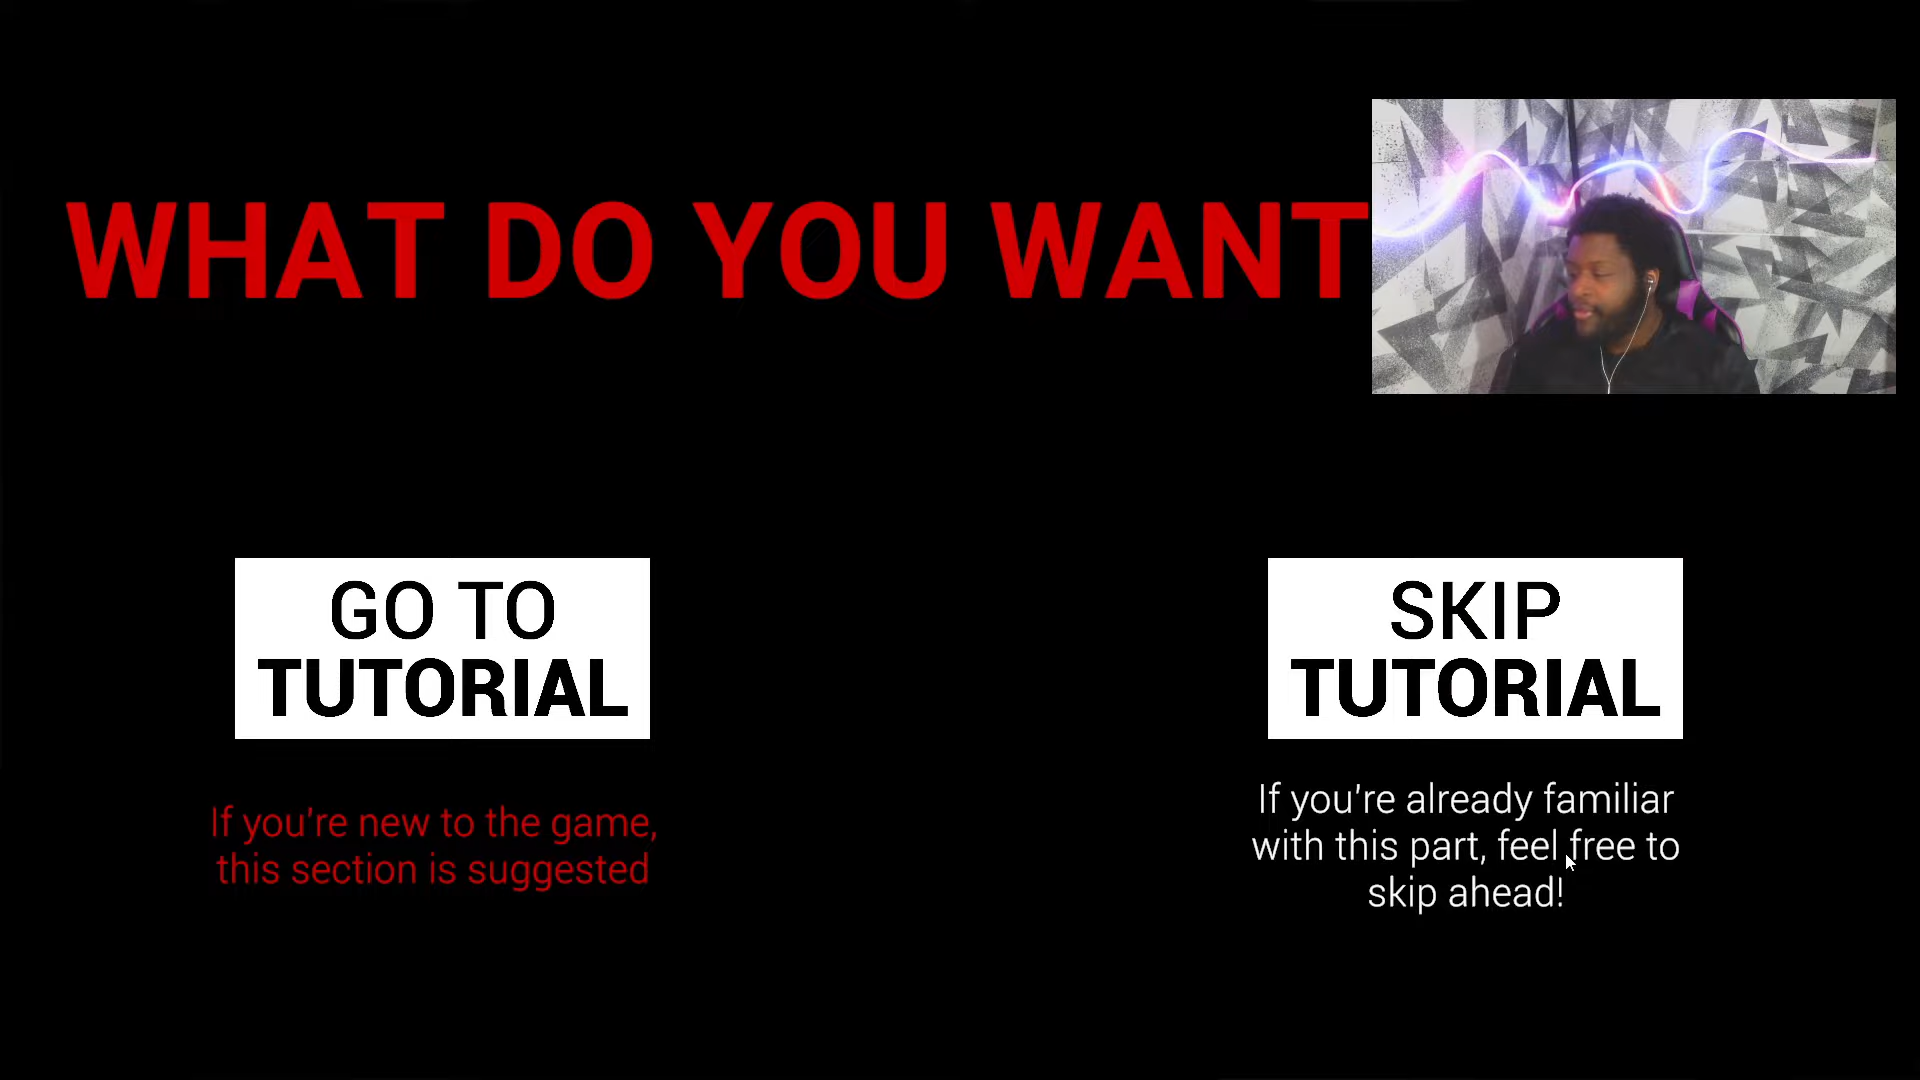 WHAT DO YOU WANT
GO TO
TUTORIAL
SKIP
TUTORIAL
If you're new to the game,
this section is suggested
If you're already familiar
with this part, feel free to
skip ahead!